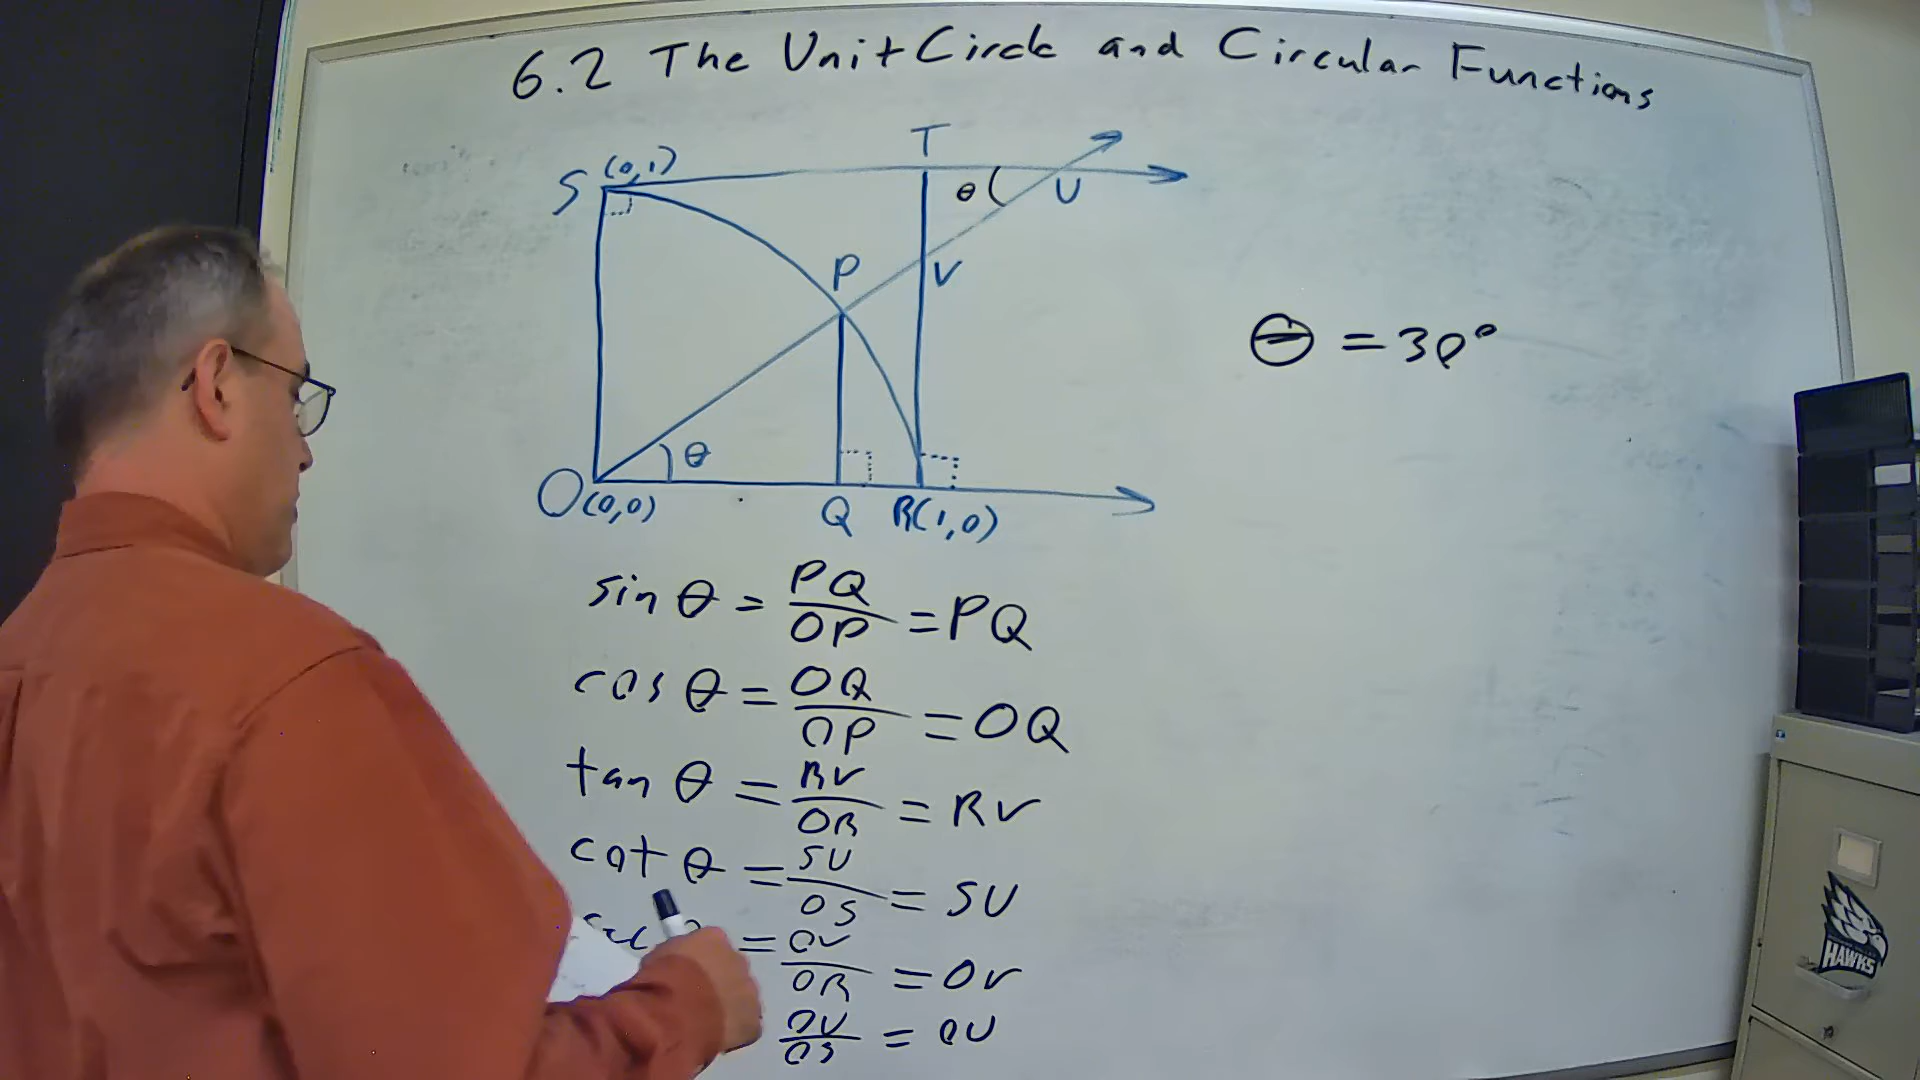 6.2 The Unit Circle and Circular Functions
T
S (0,1)
θ
U
P
V
θ = 30°
θ
O(0,0)
Q
R(1,0)
sin θ = PQ/OP = PQ
cos θ = OQ/OP = OQ
tan θ = RV/OR = RV
cot θ = SU/OS = SU
= OV/OR = OV
OU/OS = OU
HAWKS